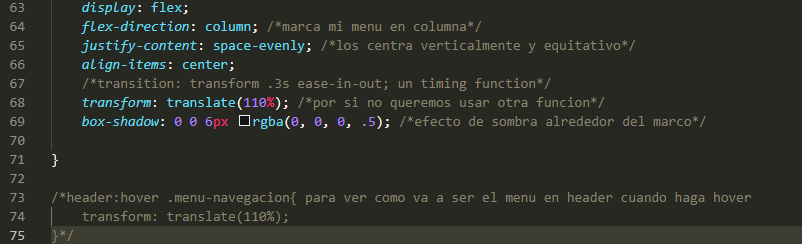 63 display: flex;
64 flex-direction: column; /*marca mi menu en columna*/
65 justify-content: space-evenly; /*los centra verticalmente y equitativo*/
66 align-items: center;
67 /*transition: transform .3s ease-in-out; un timing function*/
68 transform: translate(110%); /*por si no queremos usar otra funcion*/
69 box-shadow: 0 0 6px rgba(0, 0, 0, .5); /*efecto de sombra alrededor del marco*/
70
71 }
72
73 /*header:hover .menu-navegacion{ para ver como va a ser el menu en header cuando haga hover
74 transform: translate(110%);
75 }*/